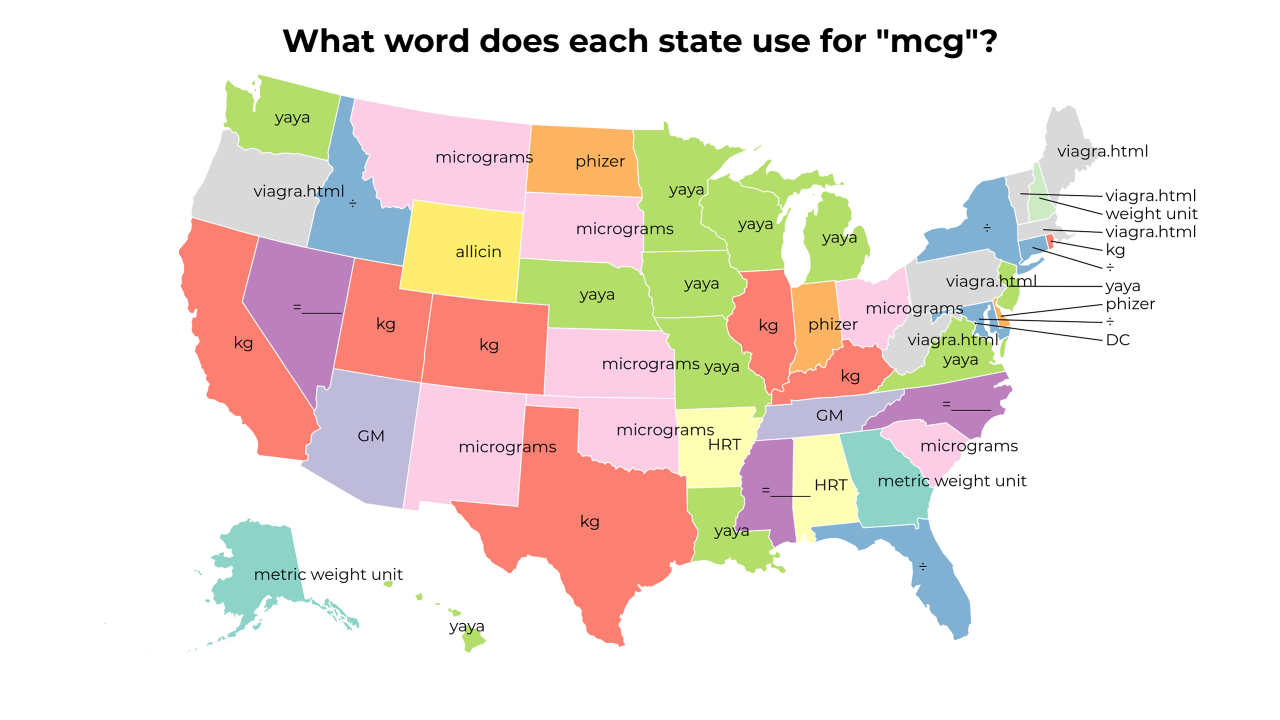 What word does each state use for "mcg"?
yaya
viagra.html
÷
micrograms
phizer
yaya
micrograms
allicin
yaya
yaya
yaya
yaya
=_____
kg
kg
kg
micrograms
yaya
kg
phizer
micrograms
kg
GM
micrograms
kg
micrograms
HRT
yaya
=_____
HRT
GM
metric weight unit
÷
micrograms
=_____
yaya
viagra.html
viagra.html
÷
viagra.html
viagra.html
weight unit
viagra.html
kg
÷
yaya
phizer
÷
DC
metric weight unit
yaya